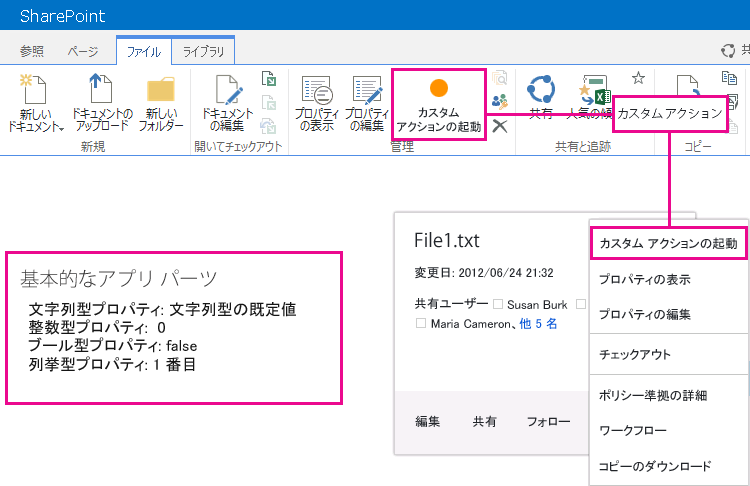 SharePoint
参照 ページ ファイル ライブラリ 共
新しい
ドキュメント
ドキュメントの
アップロード
新しい
フォルダー
ドキュメント
の編集
プロパティ
の表示
プロパティ
の編集
カスタム
アクションの起動
共有
人気の傾
カスタム アクション
新規 開いてチェックアウト 管理 共有と追跡 コピー
File1.txt
変更日: 2012/06/24 21:32
共有ユーザー Susan Burk
Maria Cameron、他 5 名
編集 共有 フォロー
カスタム アクションの起動
プロパティの表示
プロパティの編集
チェックアウト
ポリシー準拠の詳細
ワークフロー
コピーのダウンロード
基本的なアプリ パーツ
文字列型プロパティ: 文字列型の既定値
整数型プロパティ: 0
ブール型プロパティ: false
列挙型プロパティ: 1 番目